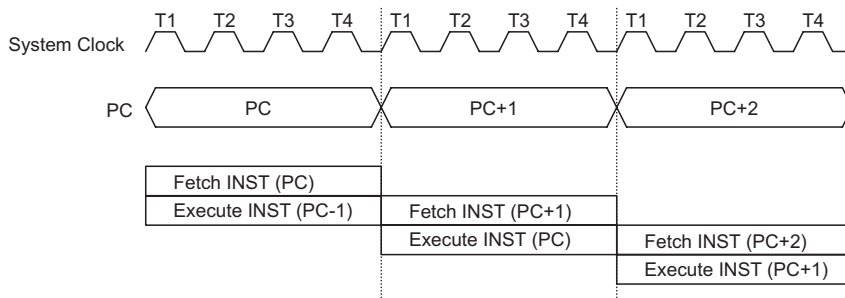 T1 T2 T3 T4 T1 T2 T3 T4 T1 T2 T3 T4
System Clock
PC PC PC+1 PC+2
Fetch INST (PC)
Execute INST (PC-1) Fetch INST (PC+1)
Execute INST (PC) Fetch INST (PC+2)
Execute INST (PC+1)